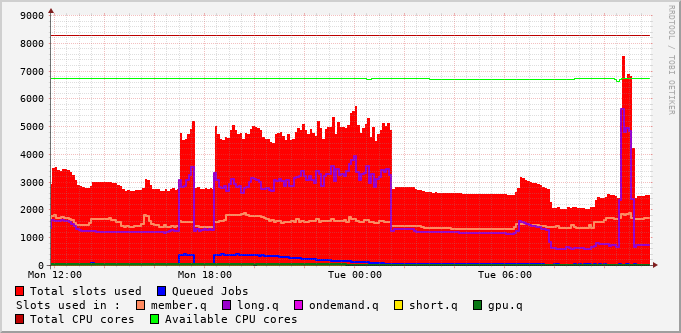 9000
8000
7000
6000
5000
4000
3000
2000
1000
0
Mon 12:00 Mon 18:00 Tue 00:00 Tue 06:00
RRDTOOL / TOBI OETIKER
Total slots used Queued Jobs
Slots used in : member.q long.q ondemand.q short.q gpu.q
Total CPU cores Available CPU cores